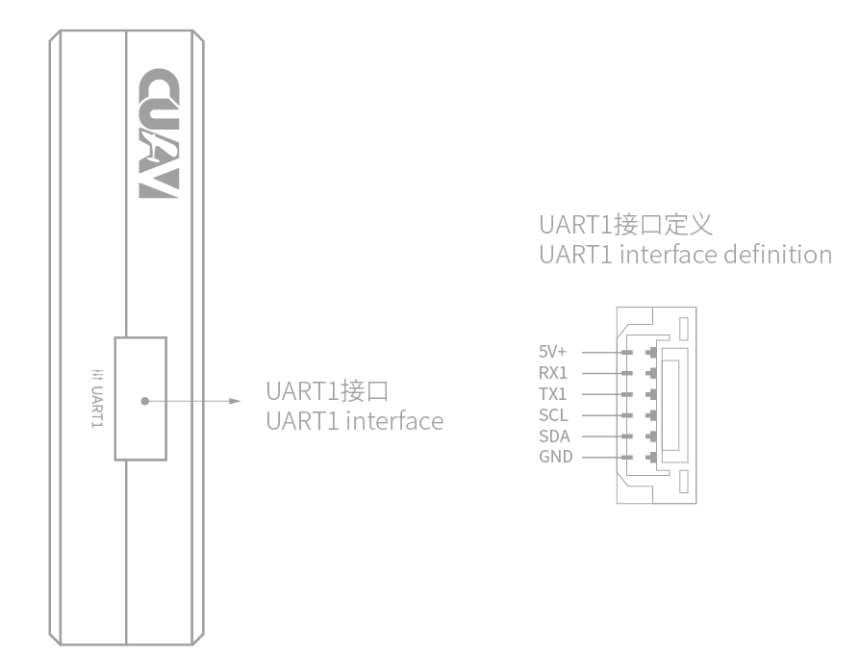 CUAV
UART1
UART1接口
UART1 interface
UART1接口定义
UART1 interface definition
5V+
RX1
TX1
SCL
SDA
GND